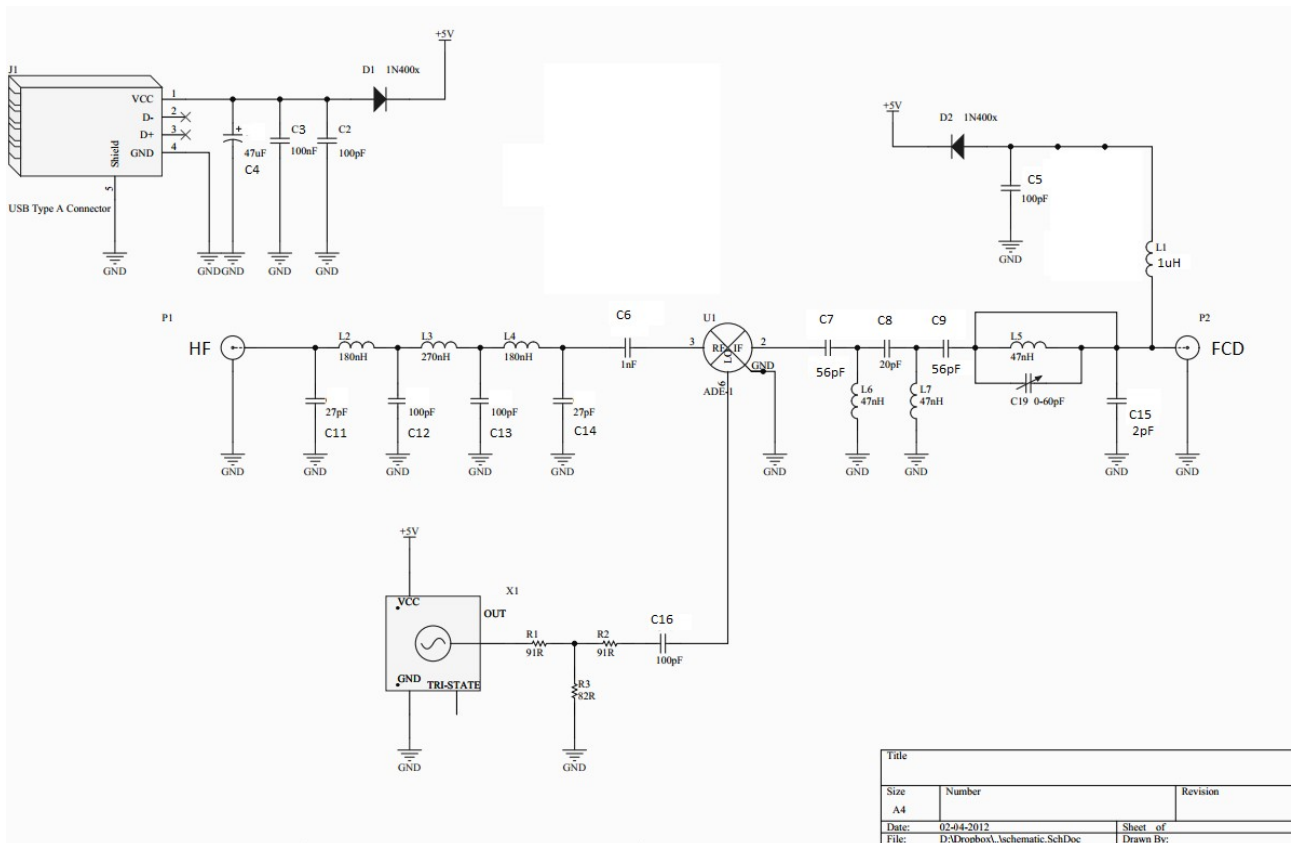 J1
VCC
1
D-
2
D+
3
GND
4
Shield
5
USB Type A Connector
GND
GND
GND
GND
GND
+
47uF
C4
C3
100nF
C2
100pF
D1 1N400x
+5V
+5V
D2 1N400x
C5
100pF
GND
L1
1uH
P1
HF
GND
L2
180nH
L3
270nH
L4
180nH
27pF
C11
GND
100pF
C12
GND
100pF
C13
GND
27pF
C14
GND
C6
1nF
U1
3
RF
IF
LO
2
GND
6
ADE-1
GND
C7
56pF
C8
20pF
C9
56pF
L6
47nH
GND
L7
47nH
GND
L5
47nH
C19 0-60pF
C15
2pF
GND
P2
FCD
GND
+5V
X1
VCC
OUT
GND
TRI-STATE
GND
R1
91R
R2
91R
R3
82R
GND
C16
100pF
Title
Size
A4
Number
Revision
Date: 02-04-2012
Sheet of
File: D:\Dropbox\..\schematic.SchDoc
Drawn By: